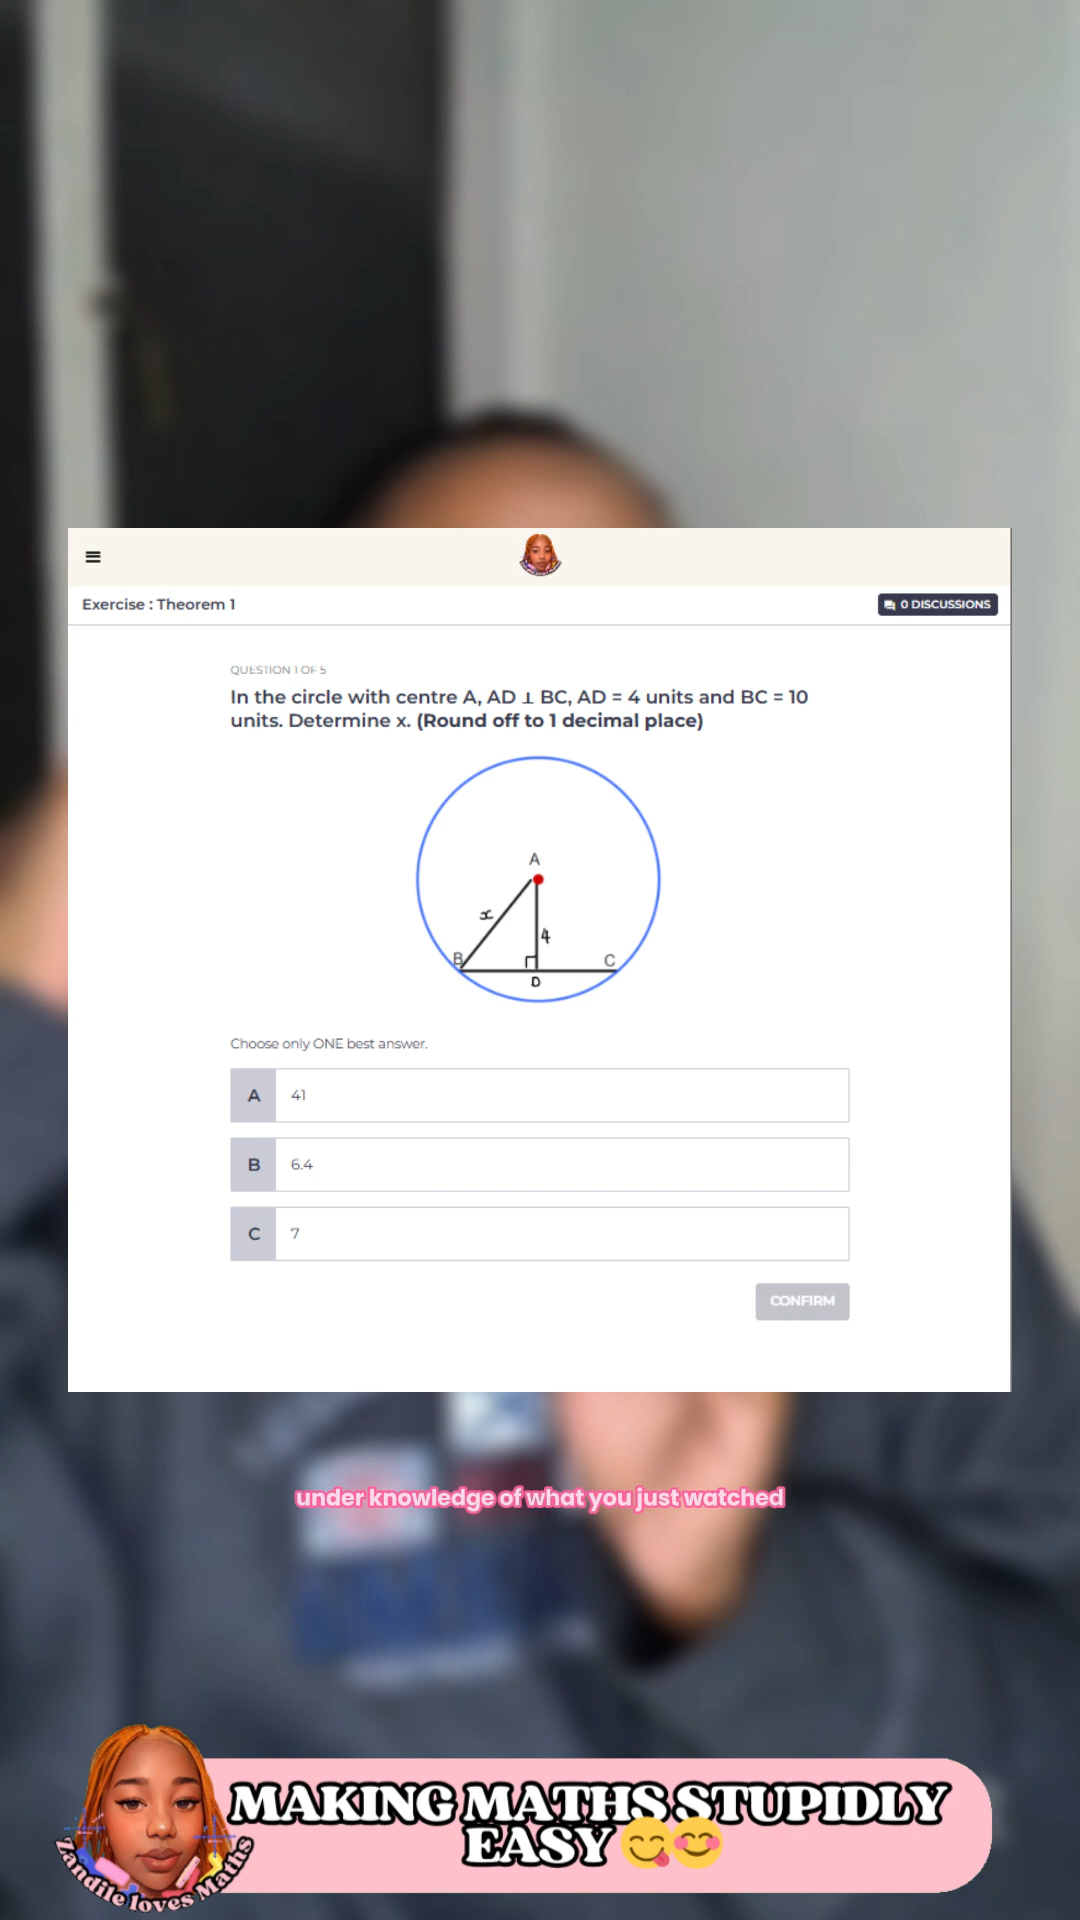 Exercise : Theorem 1
0 DISCUSSIONS
QUESTION 1 OF 5
In the circle with centre A, AD ⊥ BC, AD = 4 units and BC = 10
units. Determine x. (Round off to 1 decimal place)
A
x
4
B
C
D
Choose only ONE best answer.
A 41
B 6.4
C 7
CONFIRM
under knowledge of what you just watched
MAKING MATHS STUPIDLY
EASY 😋😊
Zandile loves Maths